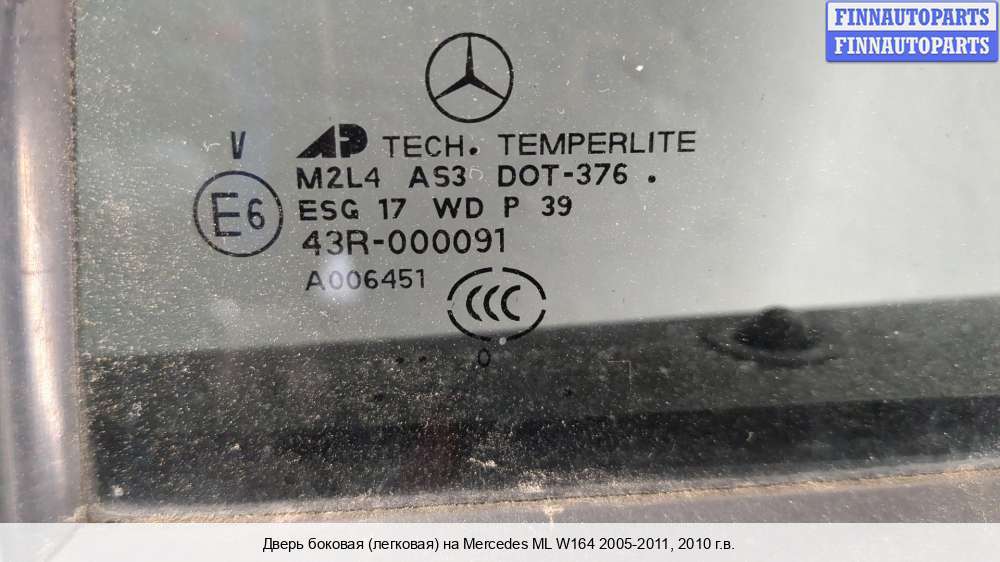 FINNAUTOPARTS
FINNAUTOPARTS
V
AP TECH. TEMPERLITE
M2L4 AS3 DOT-376 .
E6
ESG 17 WD P 39
43R-000091
A006451
CCC
0
Дверь боковая (легковая) на Mercedes ML W164 2005-2011, 2010 г.в.